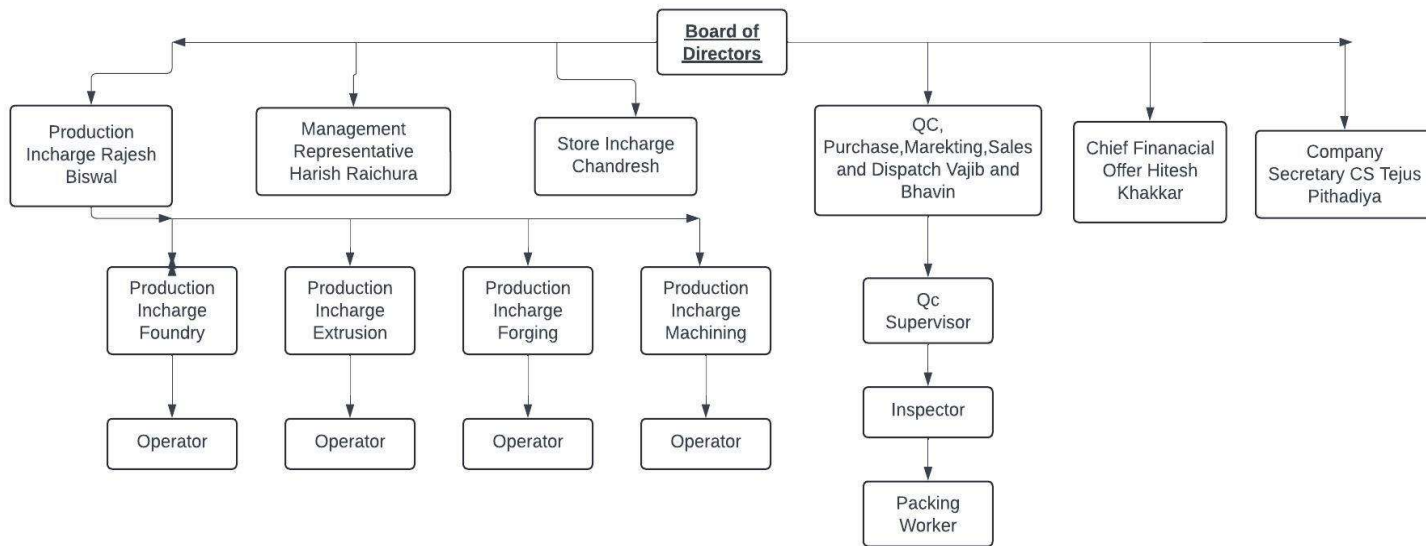 Board of
Directors
Production
Incharge Rajesh
Biswal
Management
Representative
Harish Raichura
Store Incharge
Chandresh
QC,
Purchase,Marekting,Sales
and Dispatch Vajib and
Bhavin
Chief Finanacial
Offer Hitesh
Khakkar
Company
Secretary CS Tejus
Pithadiya
Production
Incharge
Foundry
Production
Incharge
Extrusion
Production
Incharge
Forging
Production
Incharge
Machining
Qc
Supervisor
Operator
Operator
Operator
Operator
Inspector
Packing
Worker